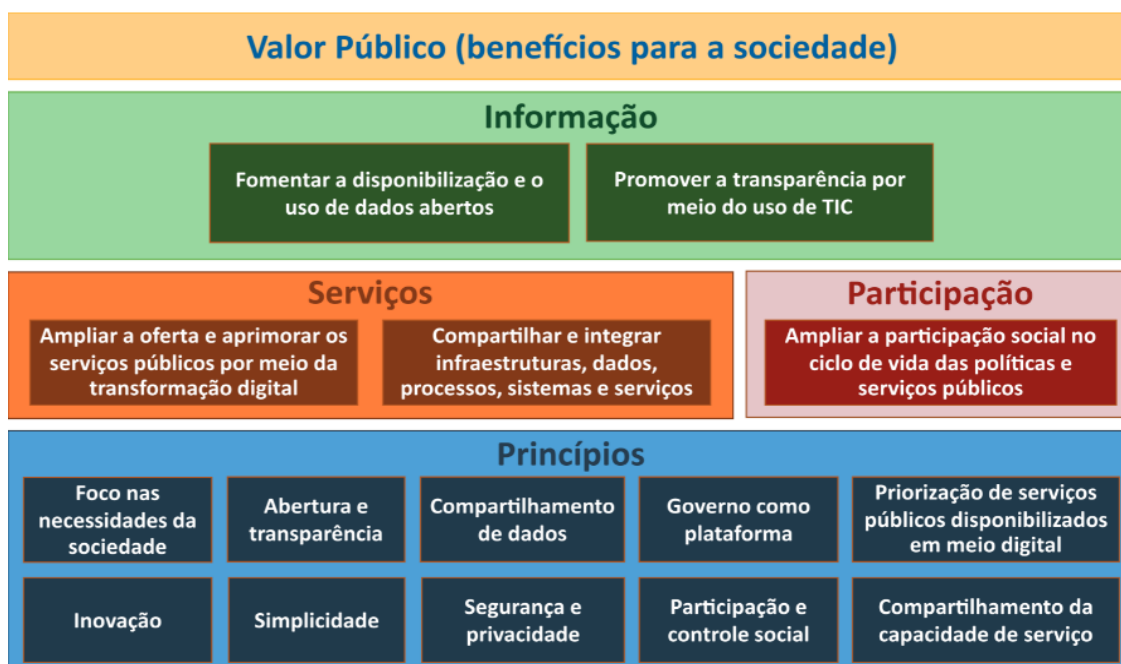 Valor Público (benefícios para a sociedade)
Informação
Fomentar a disponibilização e o
uso de dados abertos
Promover a transparência por
meio do uso de TIC
Serviços
Ampliar a oferta e aprimorar os
serviços públicos por meio da
transformação digital
Compartilhar e integrar
infraestruturas, dados,
processos, sistemas e serviços
Participação
Ampliar a participação social no
ciclo de vida das políticas e
serviços públicos
Princípios
Foco nas
necessidades da
sociedade
Abertura e
transparência
Compartilhamento
de dados
Governo como
plataforma
Priorização de serviços
públicos disponibilizados
em meio digital
Inovação
Simplicidade
Segurança e
privacidade
Participação e
controle social
Compartilhamento da
capacidade de serviço